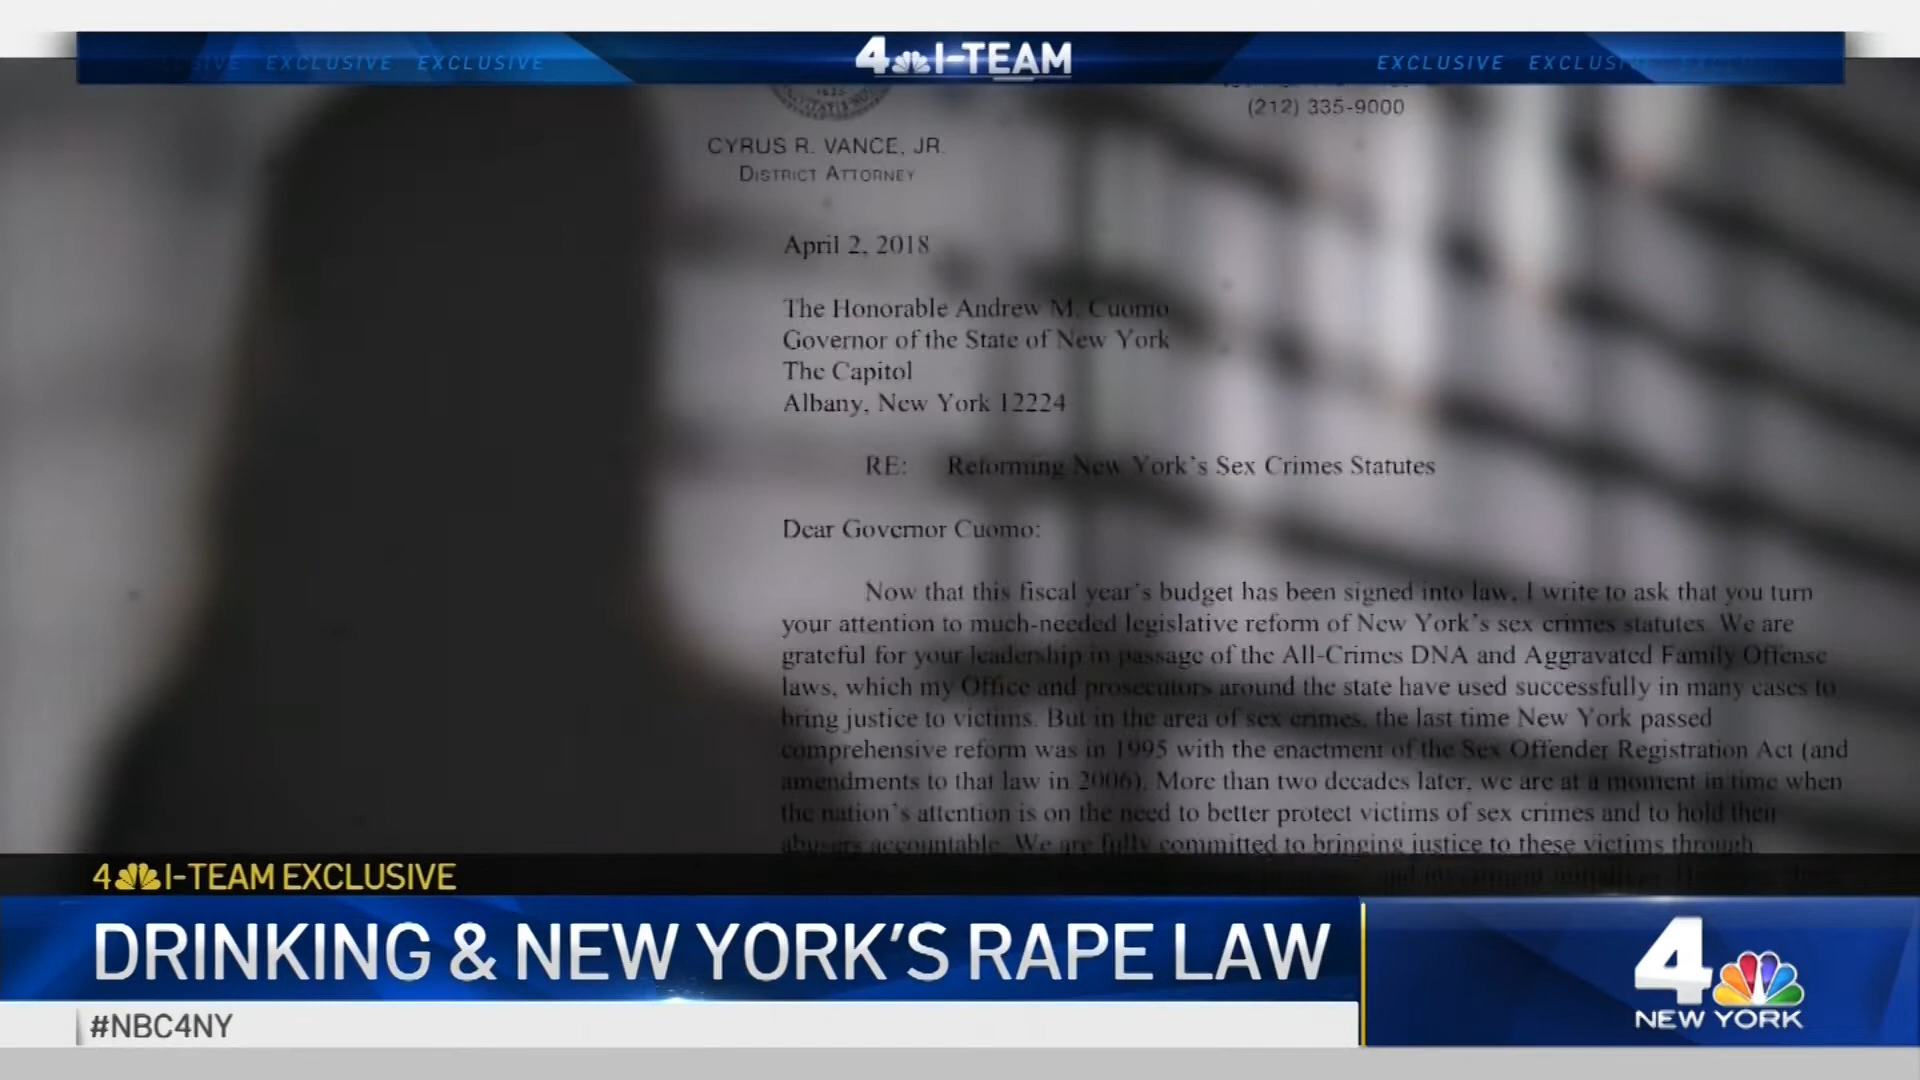 EXCLUSIVE EXCLUSIVE
4 I-TEAM
EXCLUSIVE
(212) 335-9000
CYRUS R. VANCE, JR.
DISTRICT ATTORNEY
April 2, 2018
The Honorable Andrew M. Cuomo
Governor of the State of New York
The Capitol
Albany, New York 12224
RE: Reforming New York's Sex Crimes Statutes
Dear Governor Cuomo:
Now that this fiscal year's budget has been signed into law, I write to ask that you turn
your attention to much-needed legislative reform of New York's sex crimes statutes. We are
grateful for your leadership in passage of the All-Crimes DNA and Aggravated Family Offense
laws, which my Office and prosecutors around the state have used successfully in many cases to
bring justice to victims. But in the area of sex crimes, the last time New York passed
comprehensive reform was in 1995 with the enactment of the Sex Offender Registration Act (and
amendments to that law in 2006). More than two decades later, we are at a moment in time when
the nation's attention is on the need to better protect victims of sex crimes and to hold their
abusers accountable. We are fully committed to bringing justice to these victims through
4 I-TEAM EXCLUSIVE
DRINKING & NEW YORK'S RAPE LAW
#NBC4NY
4
NEW YORK